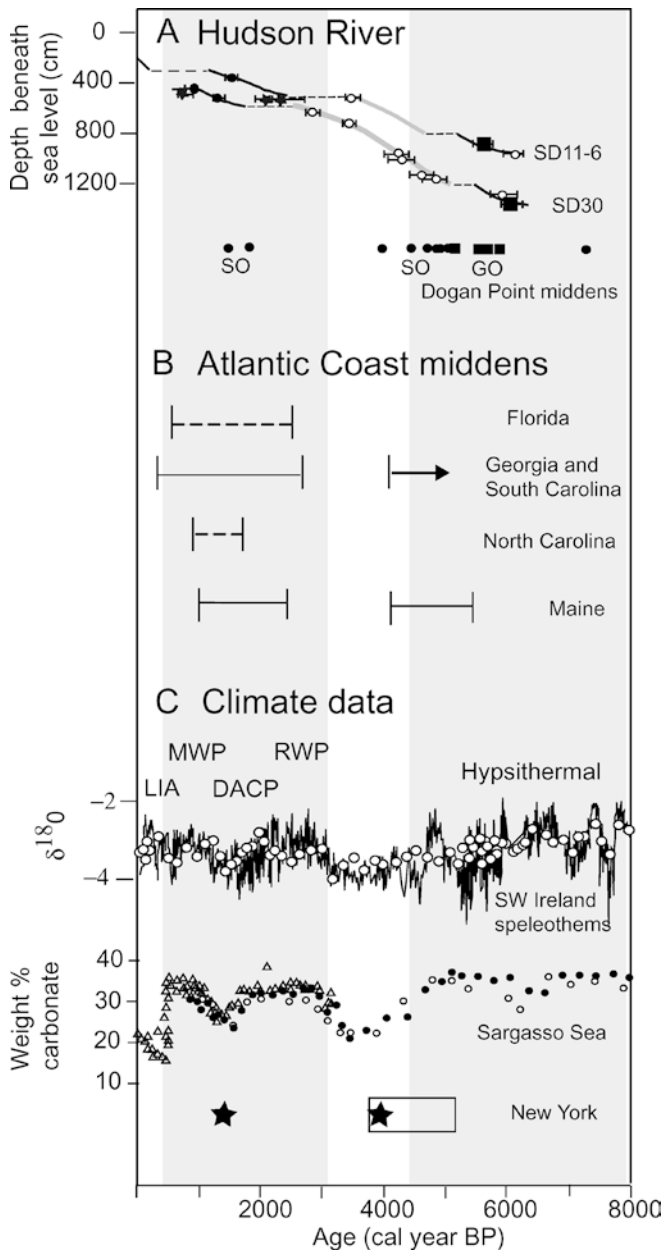 A Hudson River
Depth beneath
sea level (cm)
0
400
800
1200
SD11-6
SD30
SO
SO
GO
Dogan Point middens
B Atlantic Coast middens
Florida
Georgia and
South Carolina
North Carolina
Maine
C Climate data
MWP
RWP
LIA
DACP
Hypsithermal
δ¹⁸0
−2
−4
SW Ireland
speleothems
Weight %
carbonate
40
30
20
10
Sargasso Sea
New York
0
2000
4000
6000
8000
Age (cal year BP)